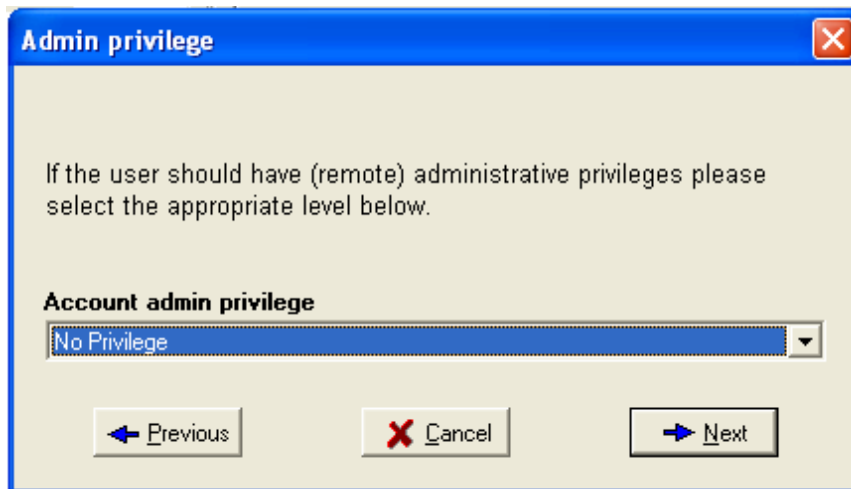 Admin privilege
If the user should have (remote) administrative privileges please
select the appropriate level below.
Account admin privilege
No Privilege
Previous
Cancel
Next